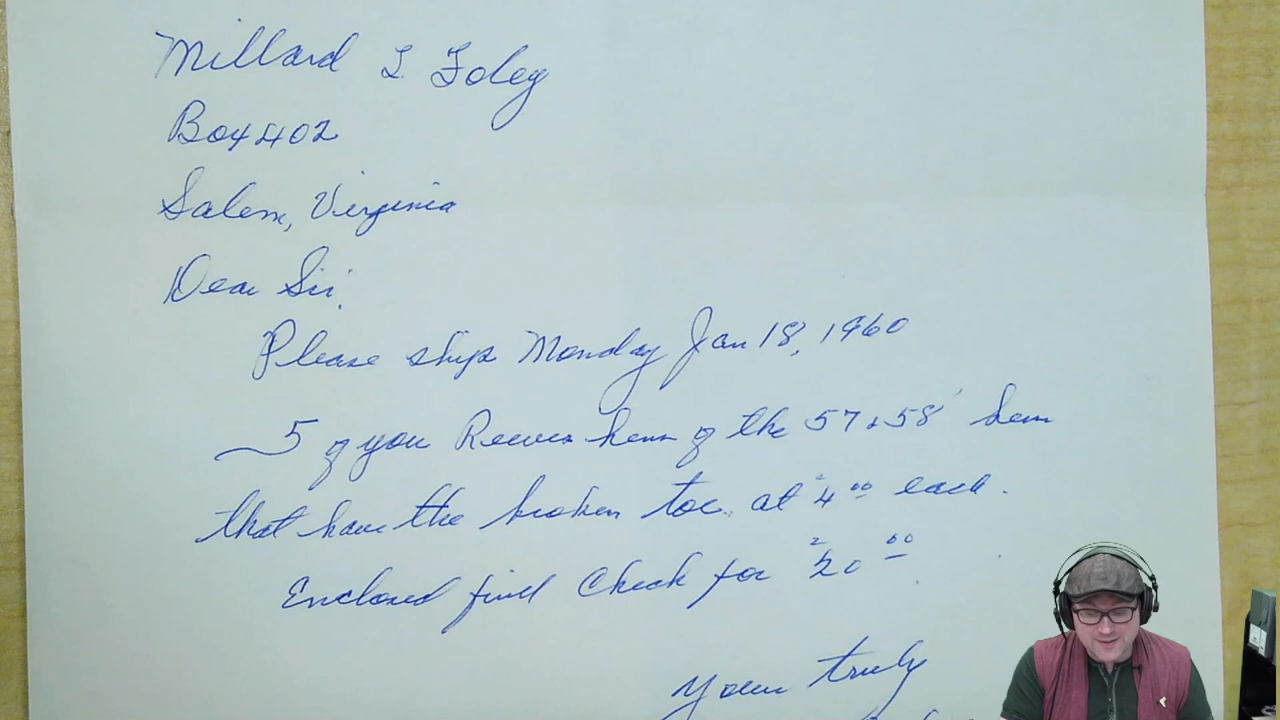 Millard L. Foley
Box 402
Salem, Virginia
Dear Sir.
Please ship Monday Jan 18, 1960
5 of you Reeves hens of the 57 & 58' hens
that have the broken toe. at $4 00 each.
Enclosed find Check for $20 00.
Yours truly